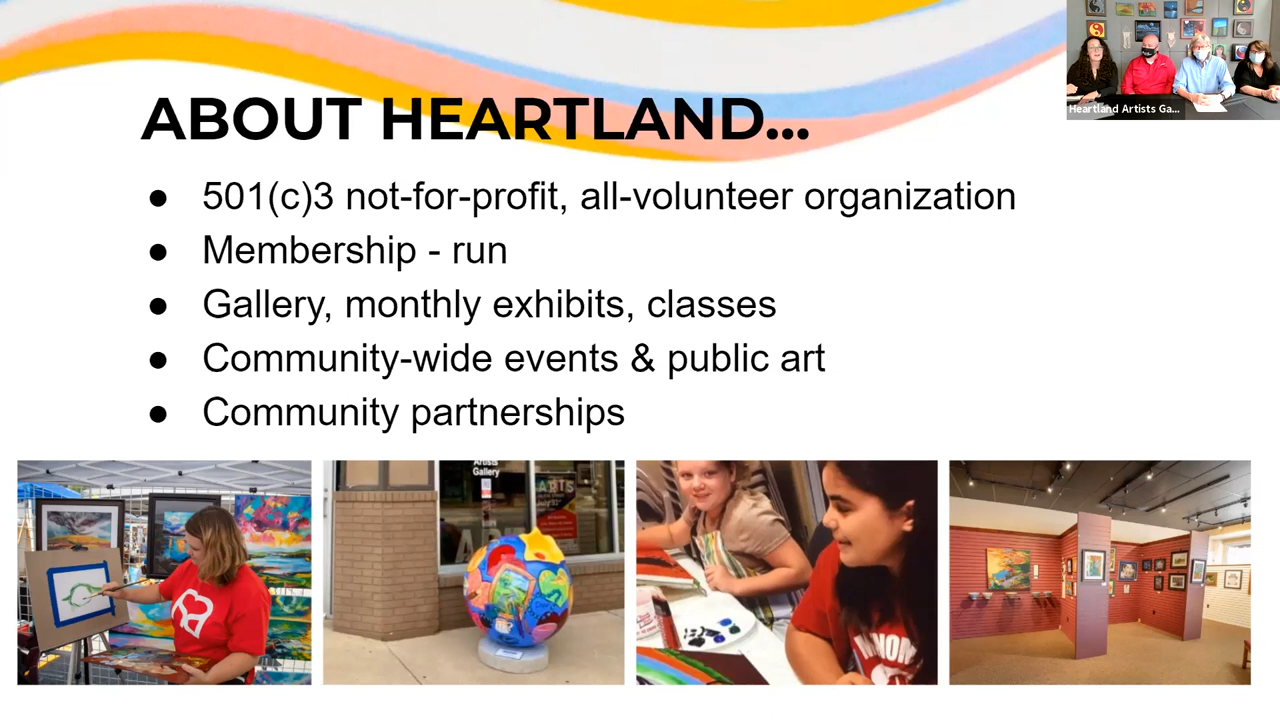 Heartland Artists Ga...
ABOUT HEARTLAND...
● 501(c)3 not-for-profit, all-volunteer organization
● Membership - run
● Gallery, monthly exhibits, classes
● Community-wide events & public art
● Community partnerships
Artists
Gallery
ARTS